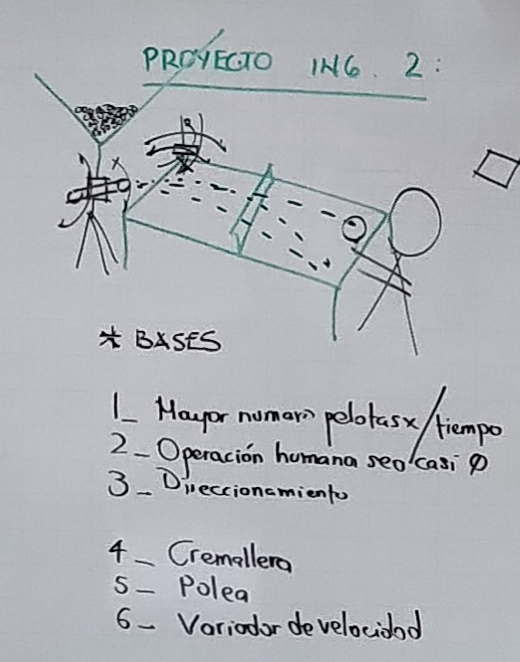 PROYECTO ING. 2:
* BASES
1_ Mayor numero pelotas x/tiempo
2_ Operación humana sea casi Ø
3_ Direccionamiento
4_ Cremallera
5_ Polea
6_ Variador de velocidad